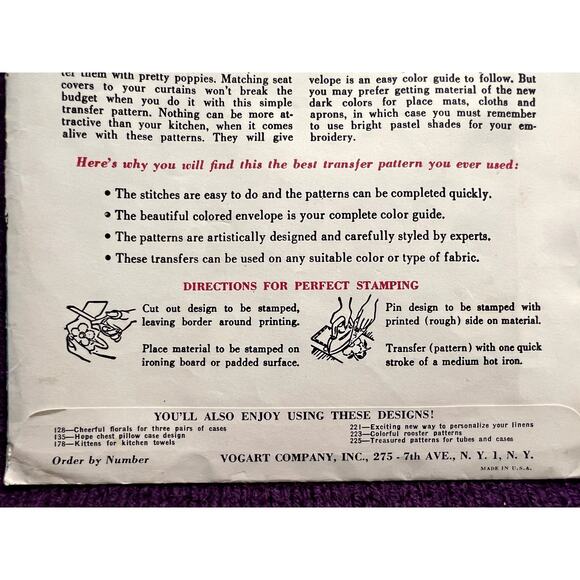 ter them with pretty poppies. Matching seat
covers to your curtains won't break the
budget when you do it with this simple
transfer pattern. Nothing can be more at-
tractive than your kitchen, when it comes
alive with these patterns. They will give
velope is an easy color guide to follow. But
you may prefer getting material of the new
dark colors for place mats, cloths and
aprons, in which case you must remember
to use bright pastel shades for your em-
broidery.
Here's why you will find this the best transfer pattern you ever used:
• The stitches are easy to do and the patterns can be completed quickly.
• The beautiful colored envelope is your complete color guide.
• The patterns are artistically designed and carefully styled by experts.
• These transfers can be used on any suitable color or type of fabric.
DIRECTIONS FOR PERFECT STAMPING
Cut out design to be stamped,
leaving border around printing.
Place material to be stamped on
ironing board or padded surface.
Pin design to be stamped with
printed (rough) side on material.
Transfer (pattern) with one quick
stroke of a medium hot iron.
YOU'LL ALSO ENJOY USING THESE DESIGNS!
128—Cheerful florals for three pairs of cases
135—Hope chest pillow case design
178—Kittens for kitchen towels
221—Exciting new way to personalize your linens
223—Colorful rooster patterns
225—Treasured patterns for tubes and cases
Order by Number
VOGART COMPANY, INC., 275 - 7th AVE., N. Y. 1, N. Y.
MADE IN U.S.A.